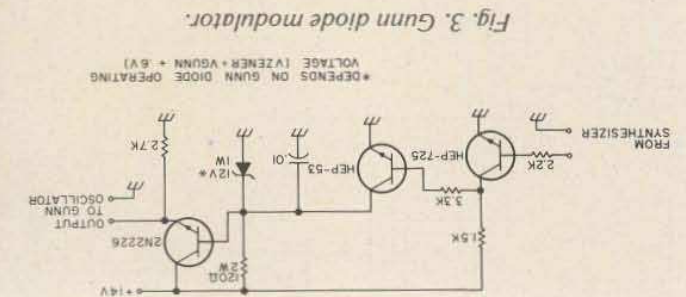 +14V
120Ω
2W
1.5K
2N2226
OUTPUT
TO GUNN
OSCILLATOR
3.3K
2.2K
HEP-725
HEP-53
.01
12V*
1W
2.7K
FROM
SYNTHESIZER
*DEPENDS ON GUNN DIODE OPERATING
VOLTAGE (VZENER = VGUNN + .6V)
Fig. 3. Gunn diode modulator.